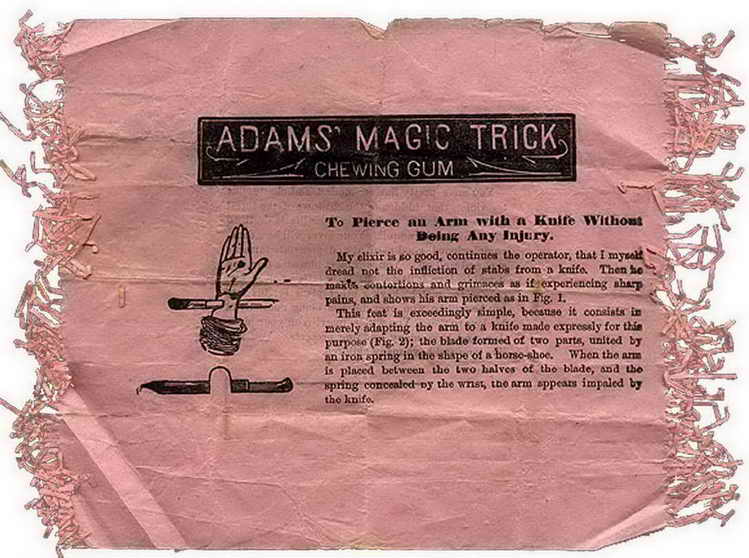 ADAMS' MAGIC TRICK
CHEWING GUM
To Pierce an Arm with a Knife Without
Doing Any Injury.
My elixir is so good, continues the operator, that I myself
dread not the infliction of stabs from a knife. Then he
makes contortions and grimaces as if experiencing sharp
pains, and shows his arm pierced as in Fig. 1.
This feat is exceedingly simple, because it consists in
merely adapting the arm to a knife made expressly for this
purpose (Fig. 2); the blade formed of two parts, united by
an iron spring in the shape of a horse-shoe. When the arm
is placed between the two halves of the blade, and the
spring concealed by the wrist, the arm appears impaled by
the knife.